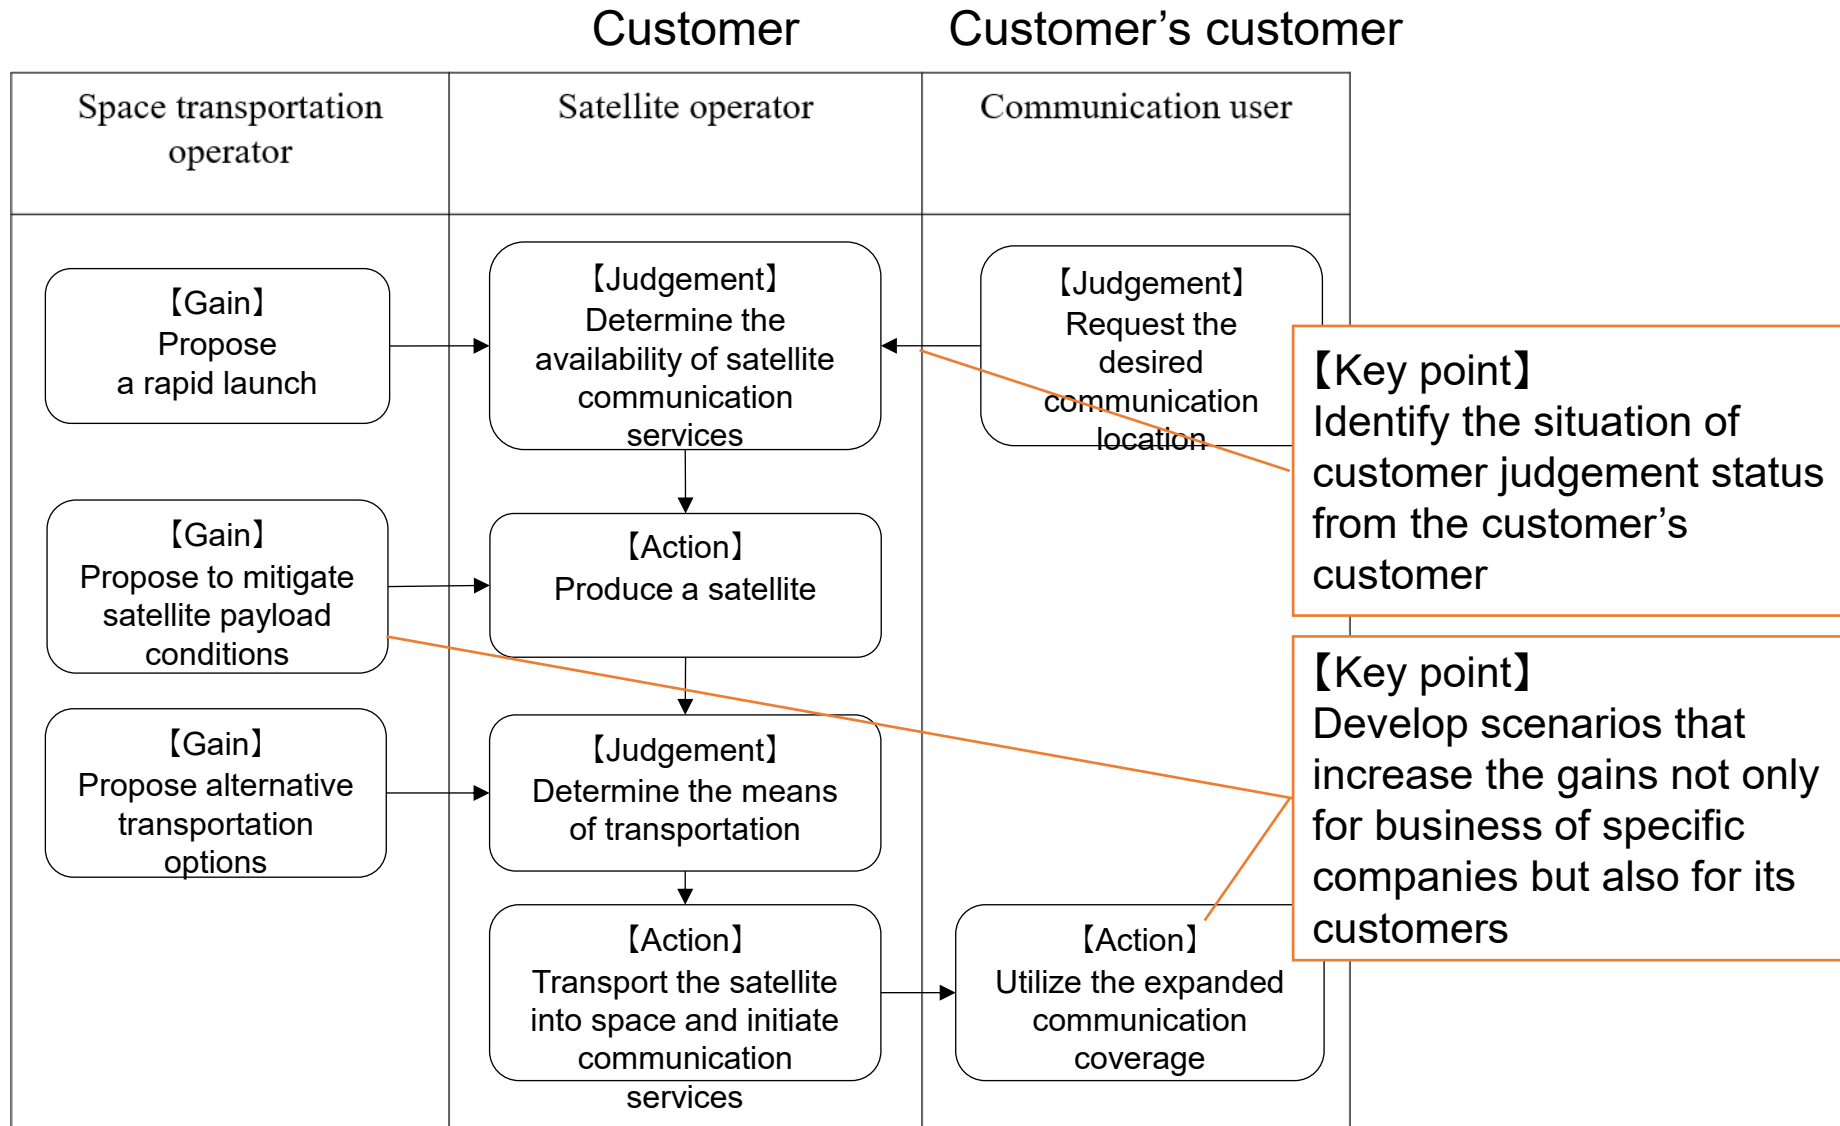 Customer
Customer’s customer
Space transportation
operator
Satellite operator
Communication user
【Gain】
Propose
a rapid launch
【Judgement】
Determine the
availability of satellite
communication
services
【Judgement】
Request the
desired
communication
location
【Key point】
Identify the situation of
customer judgement status
from the customer’s
customer
【Gain】
Propose to mitigate
satellite payload
conditions
【Action】
Produce a satellite
【Key point】
Develop scenarios that
increase the gains not only
for business of specific
companies but also for its
customers
【Gain】
Propose alternative
transportation
options
【Judgement】
Determine the means
of transportation
【Action】
Transport the satellite
into space and initiate
communication
services
【Action】
Utilize the expanded
communication
coverage